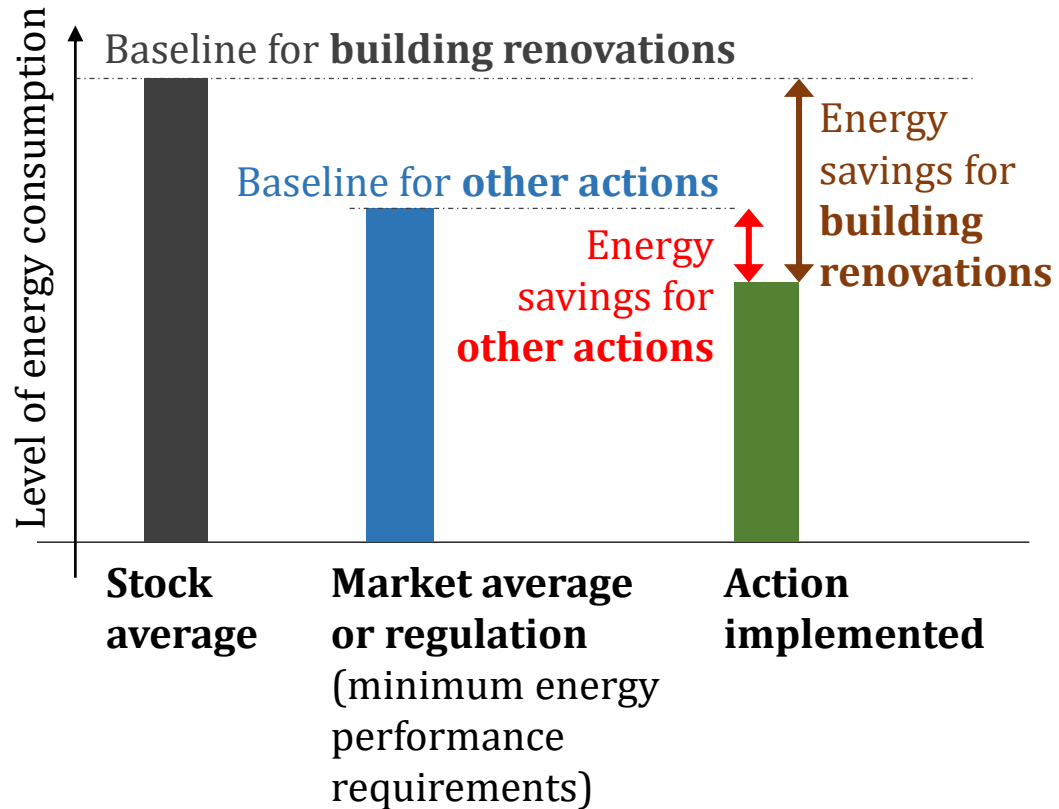 Level of energy consumption
Baseline for building renovations
Energy
savings for
building
renovations
Baseline for other actions
Energy
savings for
other actions
Stock
average
Market average
or regulation
(minimum energy
performance
requirements)
Action
implemented